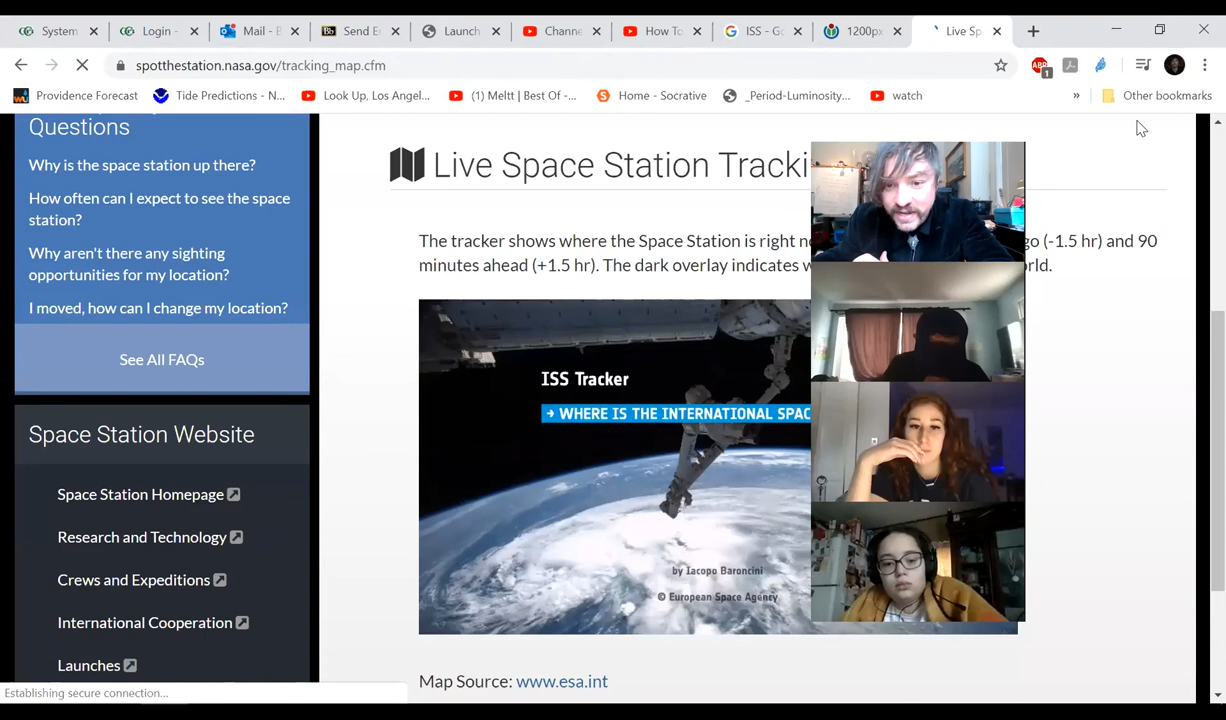 System
Login -
Mail - B
Send E
Launch
Channe
How To
ISS - G
1200px
Live Sp
spotthestation.nasa.gov/tracking_map.cfm
ABP
1
Providence Forecast
Tide Predictions - N...
Look Up, Los Angel...
(1) Meltt | Best Of -...
Home - Socrative
_Period-Luminosity...
watch
»
Other bookmarks
Questions
Why is the space station up there?
How often can I expect to see the space
station?
Why aren't there any sighting
opportunities for my location?
I moved, how can I change my location?
See All FAQs
Space Station Website
Space Station Homepage
Research and Technology
Crews and Expeditions
International Cooperation
Launches
Establishing secure connection...
Live Space Station Tracki
The tracker shows where the Space Station is right no go (-1.5 hr) and 90
minutes ahead (+1.5 hr). The dark overlay indicates w rld.
ISS Tracker
→ WHERE IS THE INTERNATIONAL SPAC
by Iacopo Baroncini
© European Space Agency
Map Source: www.esa.int